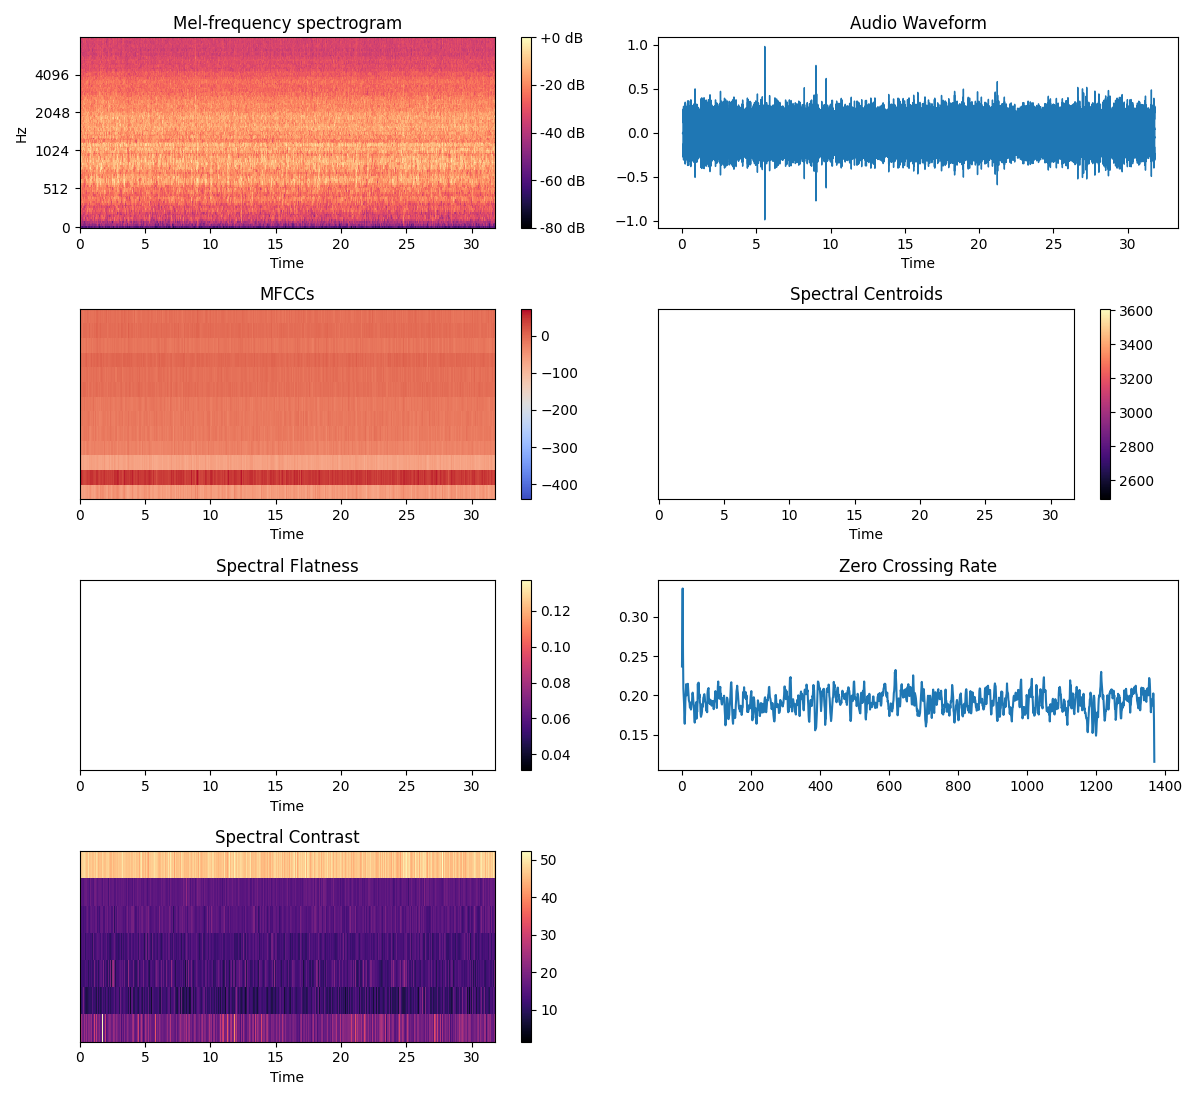 Mel-frequency spectrogram
Hz
4096
2048
1024
512
0
0 5 10 15 20 25 30
Time
+0 dB
-20 dB
-40 dB
-60 dB
-80 dB
Audio Waveform
1.0
0.5
0.0
−0.5
−1.0
0 5 10 15 20 25 30
Time
MFCCs
0 5 10 15 20 25 30
Time
0
−100
−200
−300
−400
Spectral Centroids
0 5 10 15 20 25 30
Time
3600
3400
3200
3000
2800
2600
Spectral Flatness
0 5 10 15 20 25 30
Time
0.12
0.10
0.08
0.06
0.04
Zero Crossing Rate
0.30
0.25
0.20
0.15
0 200 400 600 800 1000 1200 1400
Spectral Contrast
0 5 10 15 20 25 30
Time
50
40
30
20
10